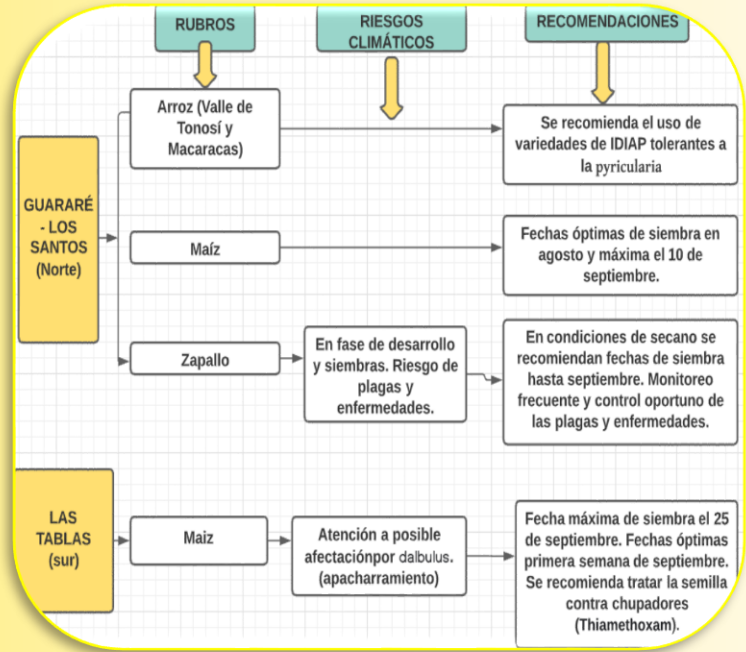 RUBROS
RIESGOS
CLIMÁTICOS
RECOMENDACIONES
GUARARÉ
- LOS
SANTOS
(Norte)
Arroz (Valle de
Tonosí y
Macaracas)
Se recomienda el uso de
variedades de IDIAP tolerantes a
la pyricularia
Maíz
Fechas óptimas de siembra en
agosto y máxima el 10 de
septiembre.
Zapallo
En fase de desarrollo
y siembras. Riesgo de
plagas y
enfermedades.
En condiciones de secano se
recomiendan fechas de siembra
hasta septiembre. Monitoreo
frecuente y control oportuno de
las plagas y enfermedades.
LAS
TABLAS
(sur)
Maiz
Atención a posible
afectaciónpor dalbulus.
(apacharramiento)
Fecha máxima de siembra el 25
de septiembre. Fechas óptimas
primera semana de septiembre.
Se recomienda tratar la semilla
contra chupadores
(Thiamethoxam).